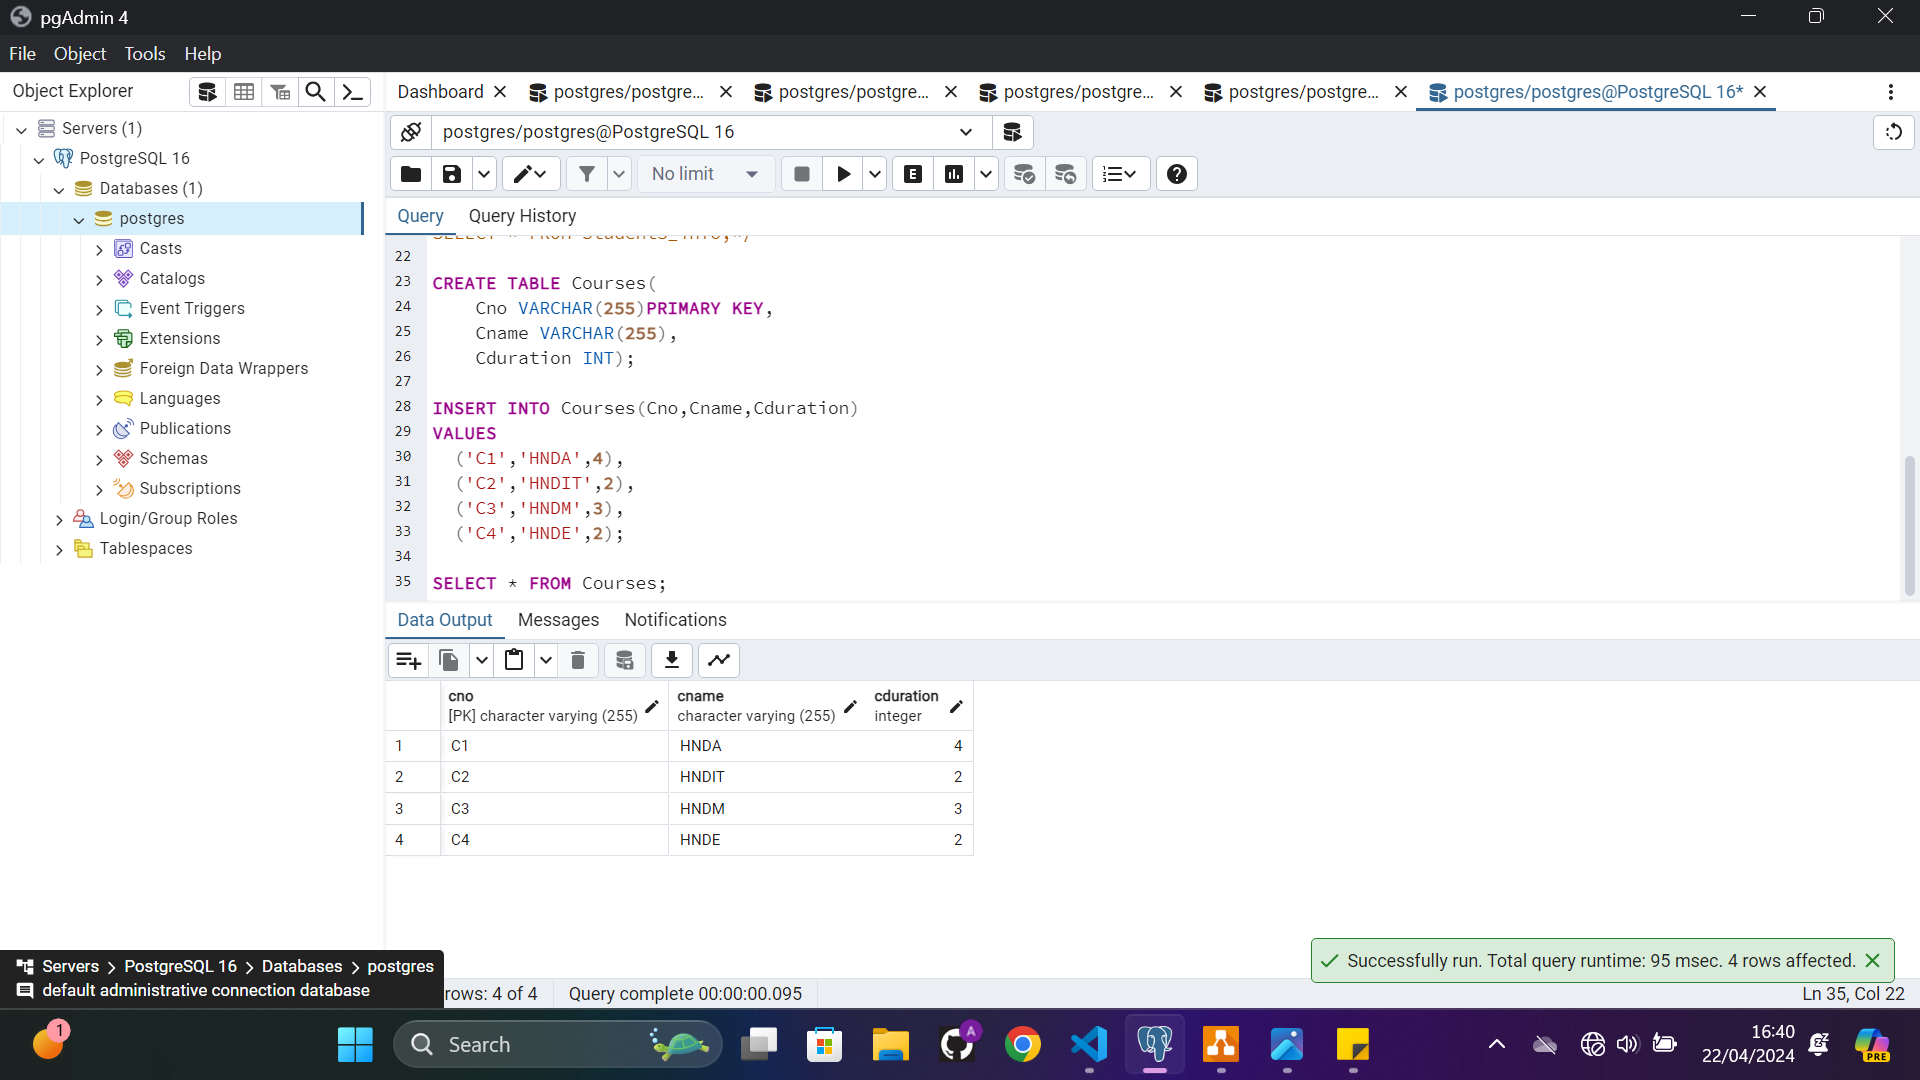 pgAdmin 4
File Object Tools Help
Object Explorer
Dashboard postgres/postgre... postgres/postgre... postgres/postgre... postgres/postgre... postgres/postgres@PostgreSQL 16*
Servers (1)
PostgreSQL 16
Databases (1)
postgres
Casts
Catalogs
Event Triggers
Extensions
Foreign Data Wrappers
Languages
Publications
Schemas
Subscriptions
Login/Group Roles
Tablespaces
postgres/postgres@PostgreSQL 16
No limit
E
Query Query History
SELECT * FROM Students_Info;*/
22
23 CREATE TABLE Courses(
24 Cno VARCHAR(255)PRIMARY KEY,
25 Cname VARCHAR(255),
26 Cduration INT);
27
28 INSERT INTO Courses(Cno,Cname,Cduration)
29 VALUES
30 ('C1','HNDA',4),
31 ('C2','HNDIT',2),
32 ('C3','HNDM',3),
33 ('C4','HNDE',2);
34
35 SELECT * FROM Courses;
Data Output Messages Notifications
cno cname cduration
[PK] character varying (255) character varying (255) integer
1 C1 HNDA 4
2 C2 HNDIT 2
3 C3 HNDM 3
4 C4 HNDE 2
Successfully run. Total query runtime: 95 msec. 4 rows affected.
Servers > PostgreSQL 16 > Databases > postgres
default administrative connection database
rows: 4 of 4 Query complete 00:00:00.095 Ln 35, Col 22
1
Search
A
16:40
22/04/2024
PRE